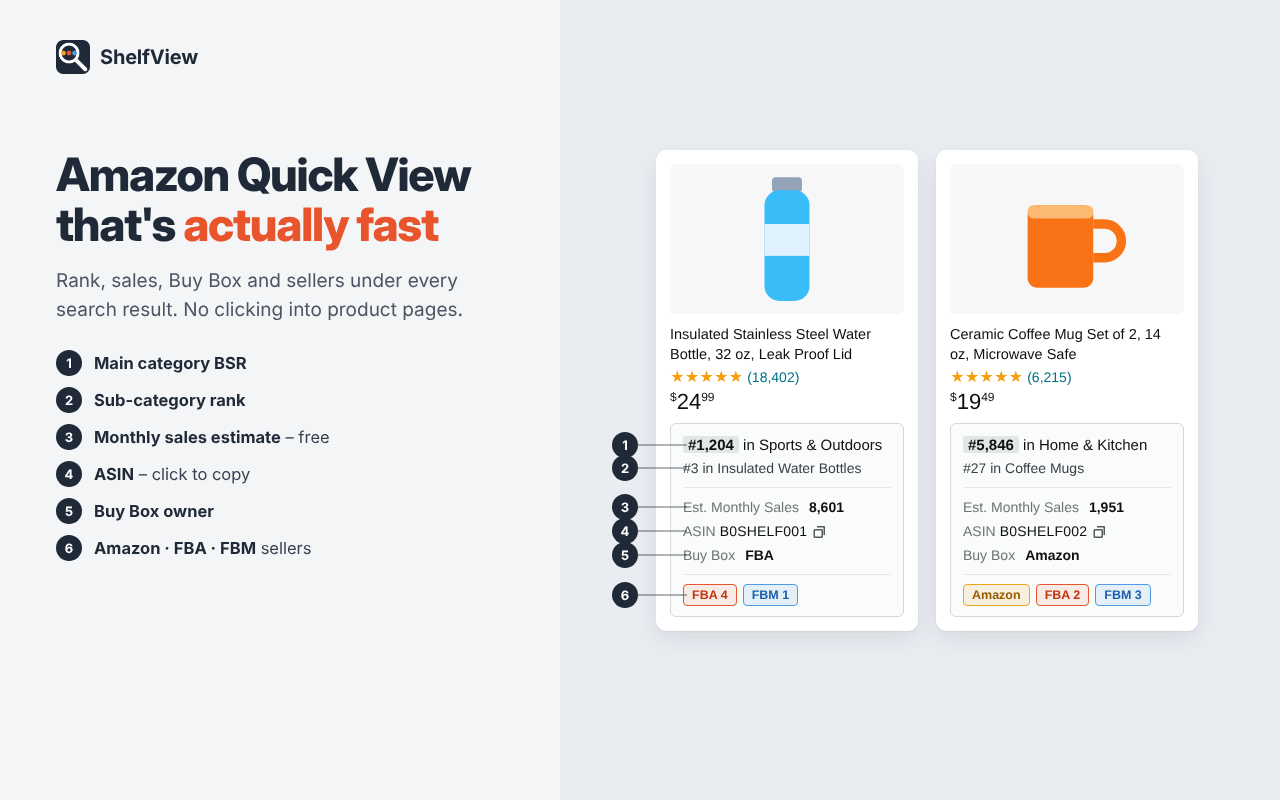 ShelfView
Amazon Quick View
that's actually fast
Rank, sales, Buy Box and sellers under every
search result. No clicking into product pages.
1 Main category BSR
2 Sub-category rank
3 Monthly sales estimate – free
4 ASIN – click to copy
5 Buy Box owner
6 Amazon · FBA · FBM sellers
Insulated Stainless Steel Water
Bottle, 32 oz, Leak Proof Lid
★★★★★ (18,402)
$2499
1 #1,204 in Sports & Outdoors
2 #3 in Insulated Water Bottles
3 Est. Monthly Sales 8,601
4 ASIN B0SHELF001
5 Buy Box FBA
6 FBA 4 FBM 1
Ceramic Coffee Mug Set of 2, 14
oz, Microwave Safe
★★★★★ (6,215)
$1949
#5,846 in Home & Kitchen
#27 in Coffee Mugs
Est. Monthly Sales 1,951
ASIN B0SHELF002
Buy Box Amazon
Amazon FBA 2 FBM 3